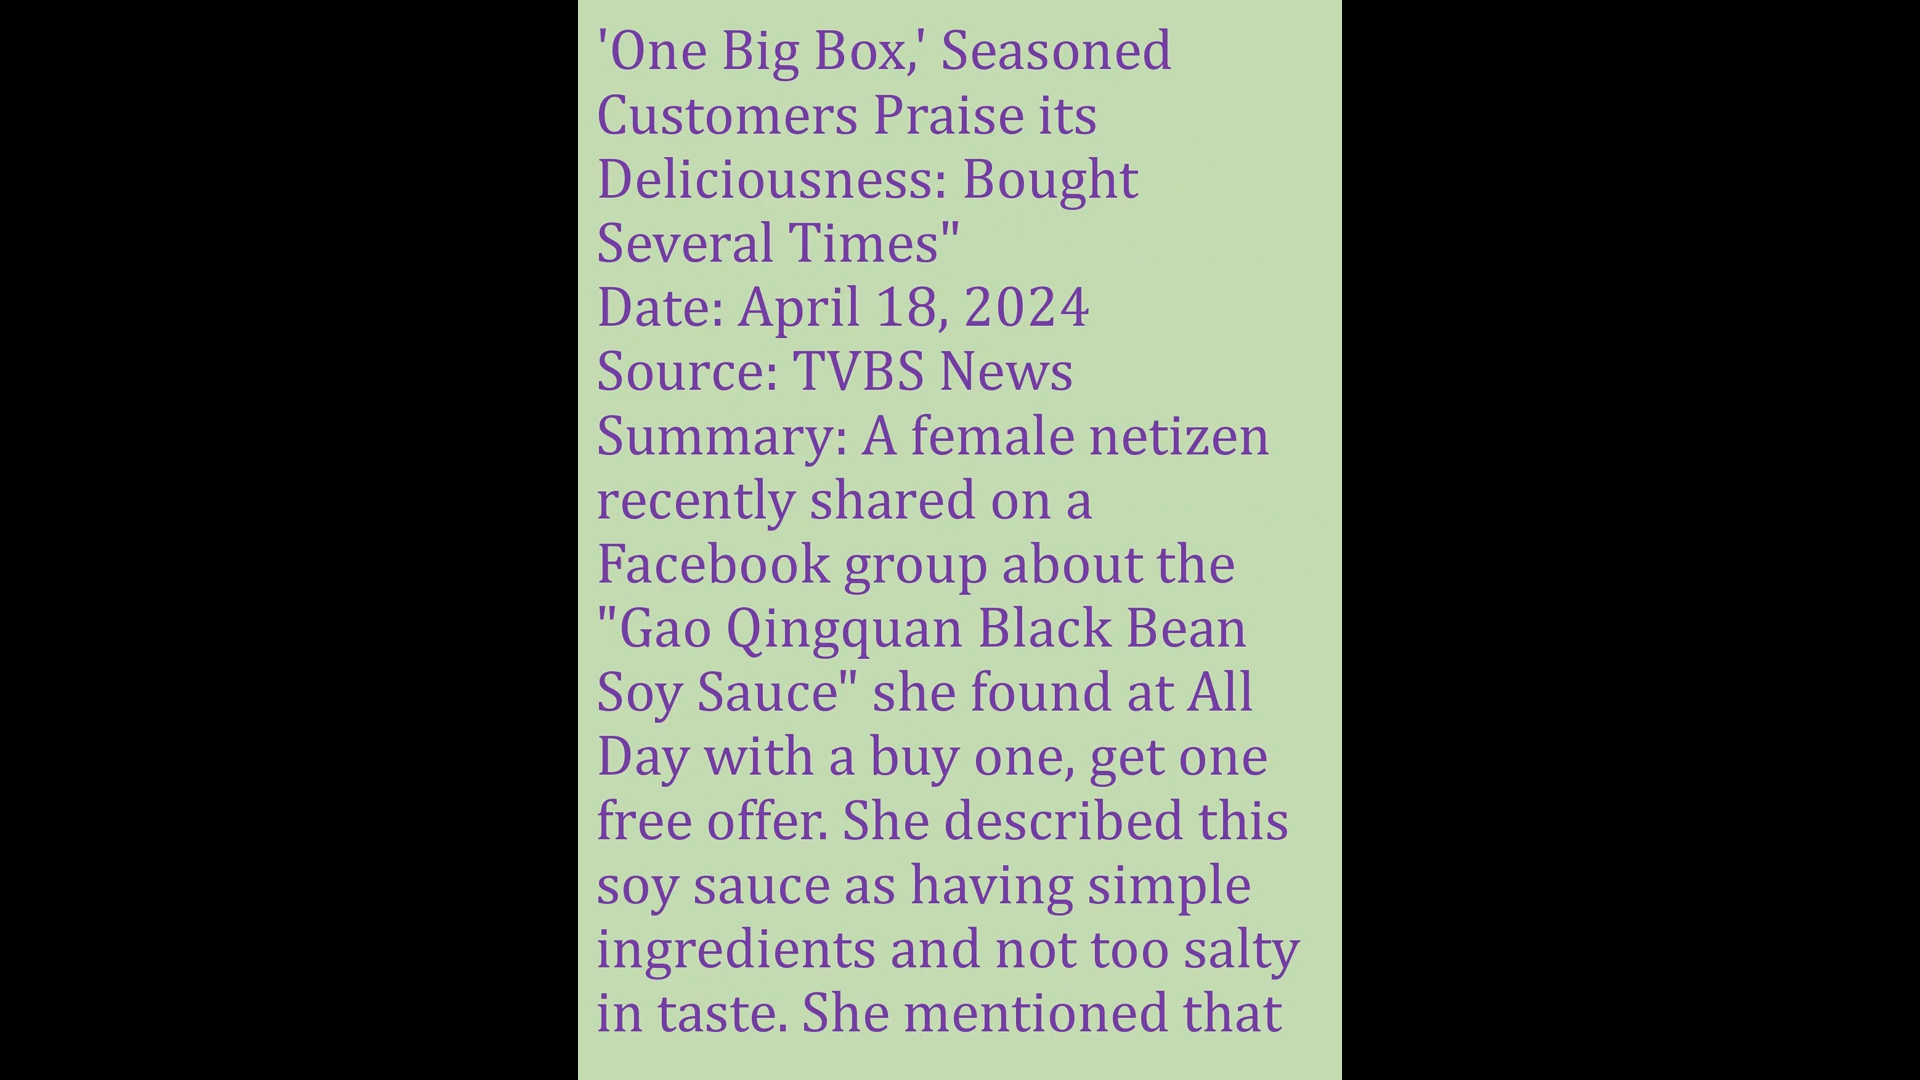 'One Big Box,' Seasoned
Customers Praise its
Deliciousness: Bought
Several Times"
Date: April 18, 2024
Source: TVBS News
Summary: A female netizen
recently shared on a
Facebook group about the
"Gao Qingquan Black Bean
Soy Sauce" she found at All
Day with a buy one, get one
free offer. She described this
soy sauce as having simple
ingredients and not too salty
in taste. She mentioned that